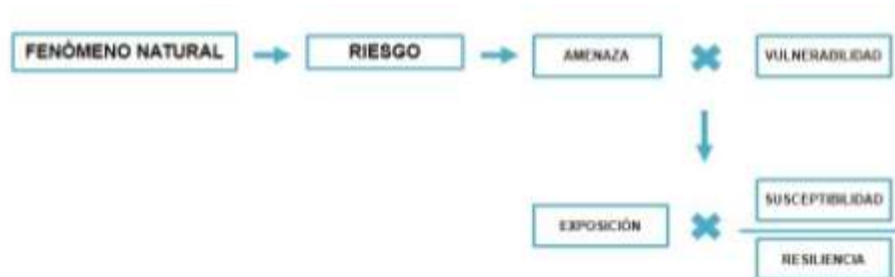 FENÓMENO NATURAL
RIESGO
AMENAZA
VULNERABILIDAD
EXPOSICIÓN
SUSCEPTIBILIDAD
RESILIENCIA